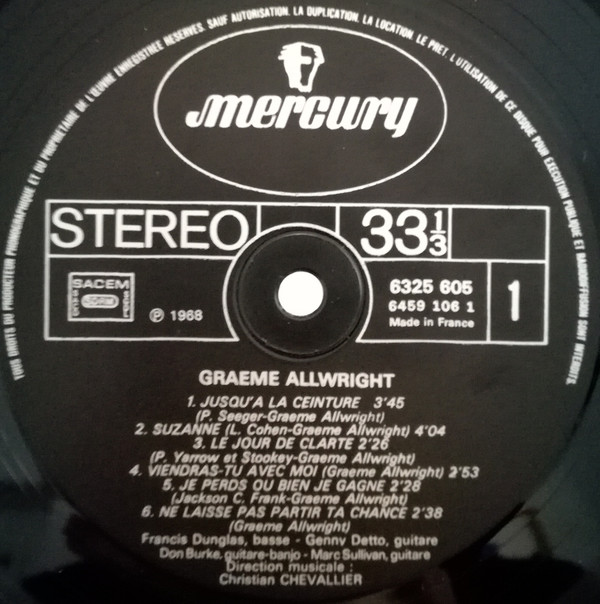 TOUS DROITS DU PRODUCTEUR PHONOGRAPHIQUE ET DU PROPRIETAIRE DE L'ŒUVRE ENREGISTREE RESERVES. SAUF AUTORISATION. LA DUPLICATION. LA LOCATION. LE PRET. L'UTILISATION DE CE DISQUE POUR EXECUTION PUBLIQUE ET RADIODIFFUSION SONT INTERDITS.
mercury
STEREO 33 1/3
SACEM
6325 605
6459 106 1
℗ 1968
Made in France
1
GRAEME ALLWRIGHT
1. JUSQU'A LA CEINTURE 3'45
(P. Seeger-Graeme Allwright)
2. SUZANNE (L. Cohen-Graeme Allwright) 4'04
3. LE JOUR DE CLARTE 2'26
(P. Yarrow et Stookey-Graeme Allwright)
4. VIENDRAS-TU AVEC MOI (Graeme Allwright) 2'53
5. JE PERDS OU BIEN JE GAGNE 2'28
(Jackson C. Frank-Graeme Allwright)
6. NE LAISSE PAS PARTIR TA CHANCE 2'38
(Graeme Allwright)
Francis Dunglas, basse - Genny Detto, guitare
Don Burke, guitare-banjo - Marc Sullivan, guitare
Direction musicale :
Christian CHEVALLIER